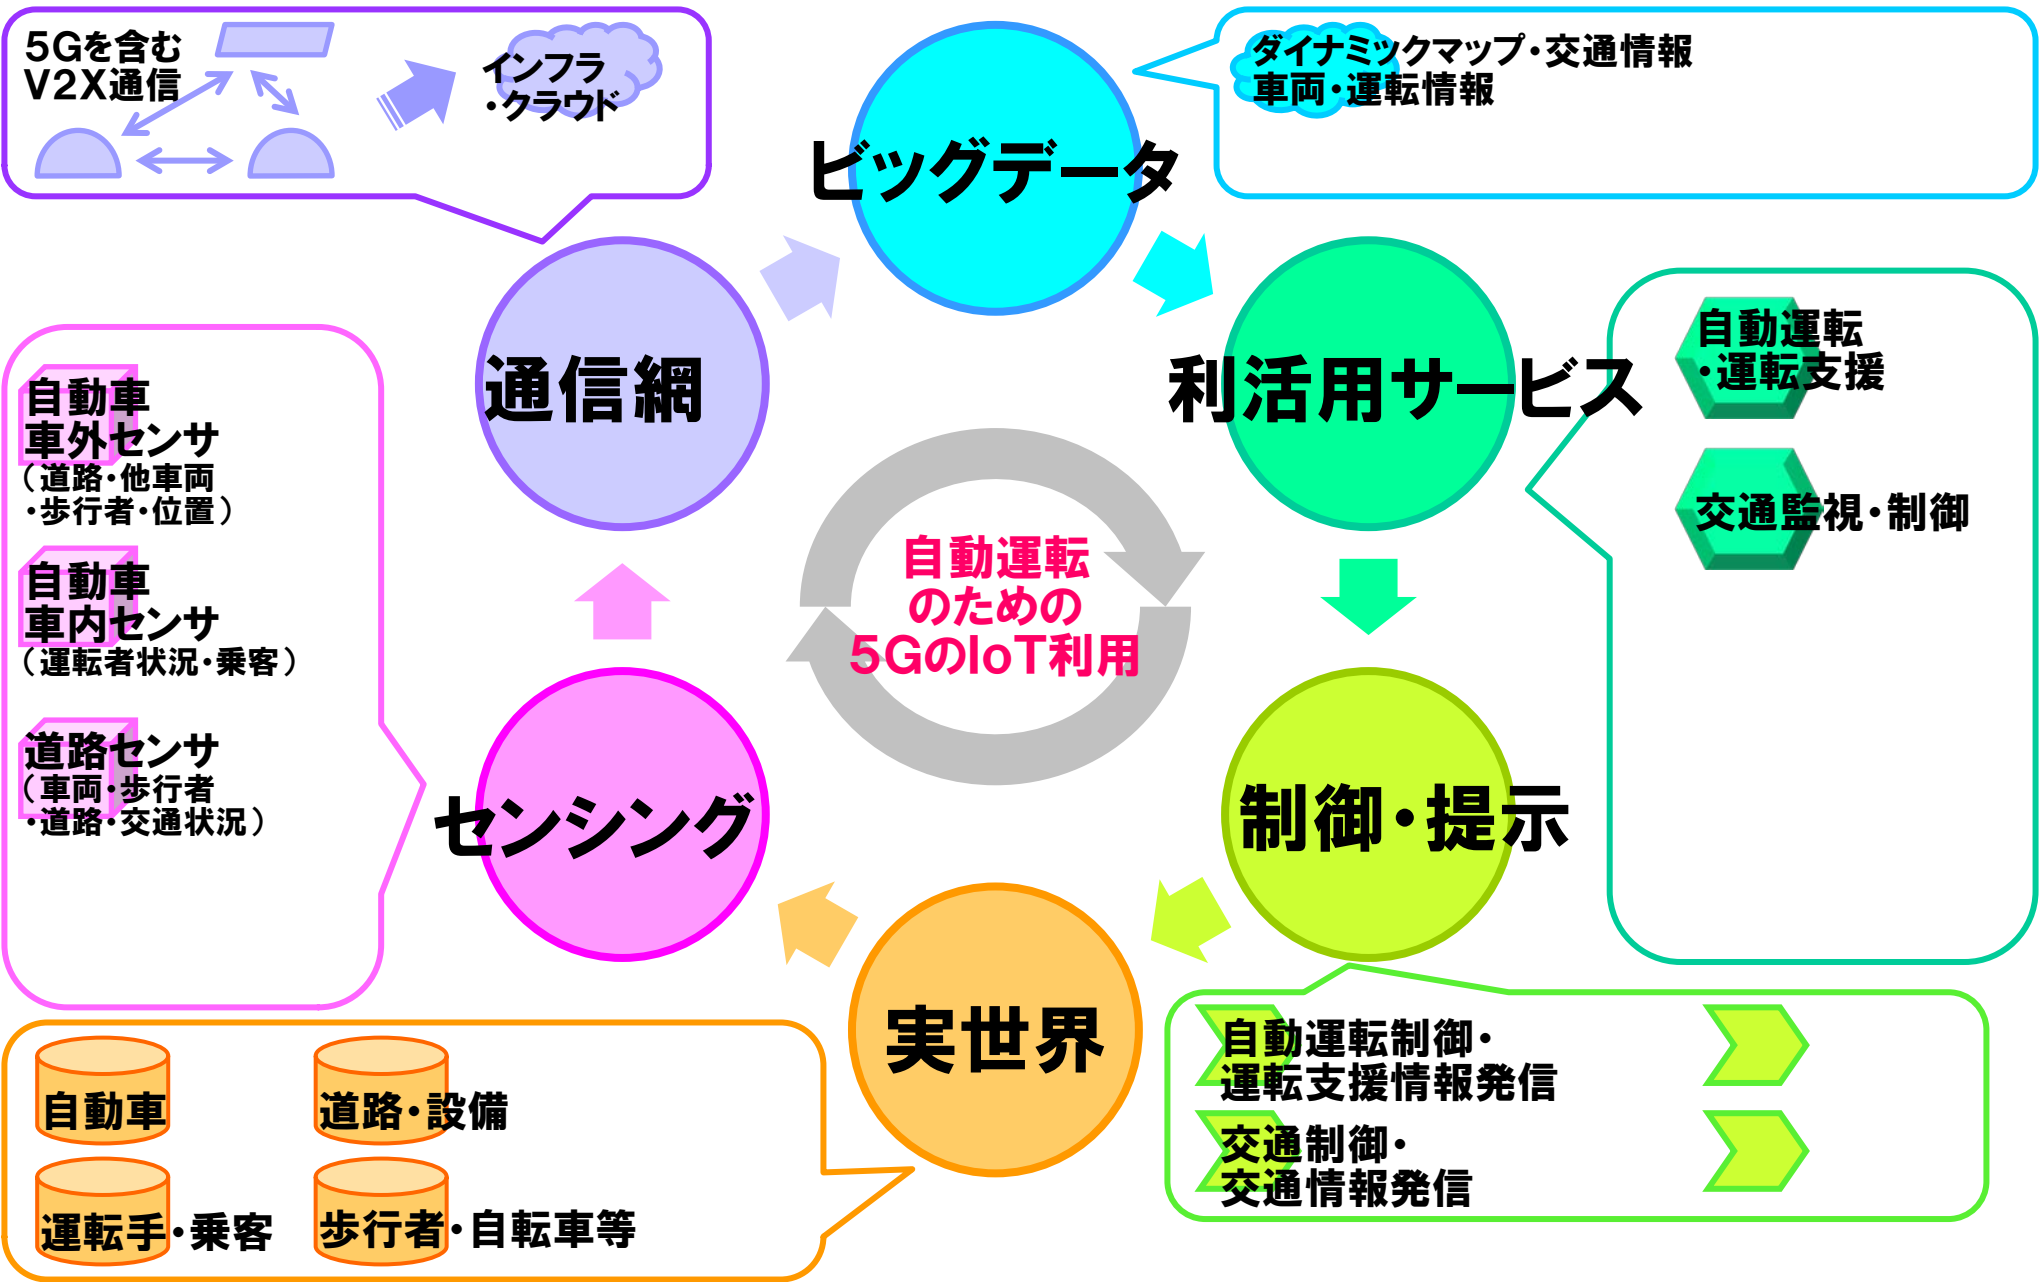 5Gを含む
V2X通信
インフラ
・クラウド
ビッグデータ
ダイナミックマップ・交通情報
車両・運転情報
通信網
利活用サービス
自動運転
・運転支援
交通監視・制御
自動車
車外センサ
（道路・他車両
・歩行者・位置）
自動車
車内センサ
（運転者状況・乗客）
道路センサ
（車両・歩行者
・道路・交通状況）
自動運転
のための
5GのIoT利用
センシング
制御・提示
実世界
自動運転制御・
運転支援情報発信
交通制御・
交通情報発信
自動車
道路・設備
運転手・乗客
歩行者・自転車等